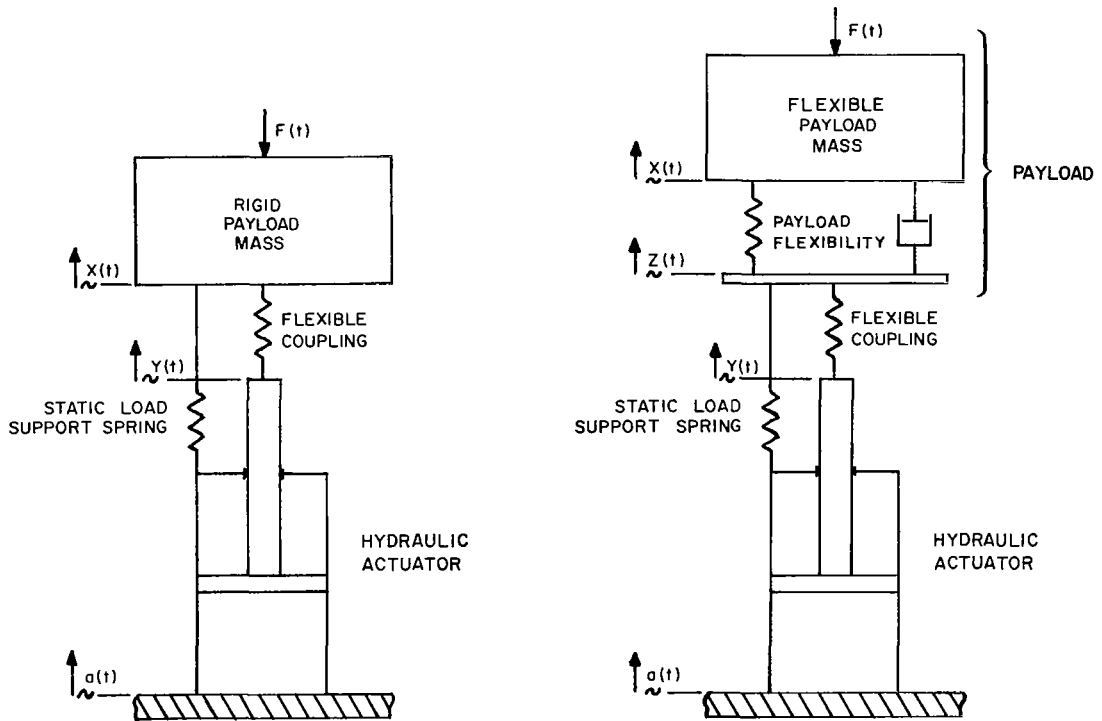 F(t)
RIGID
PAYLOAD
MASS
X(t)
FLEXIBLE
COUPLING
Y(t)
STATIC LOAD
SUPPORT SPRING
HYDRAULIC
ACTUATOR
a(t)
F(t)
FLEXIBLE
PAYLOAD
MASS
PAYLOAD
X(t)
PAYLOAD
FLEXIBILITY
Z(t)
FLEXIBLE
COUPLING
Y(t)
STATIC LOAD
SUPPORT SPRING
HYDRAULIC
ACTUATOR
a(t)